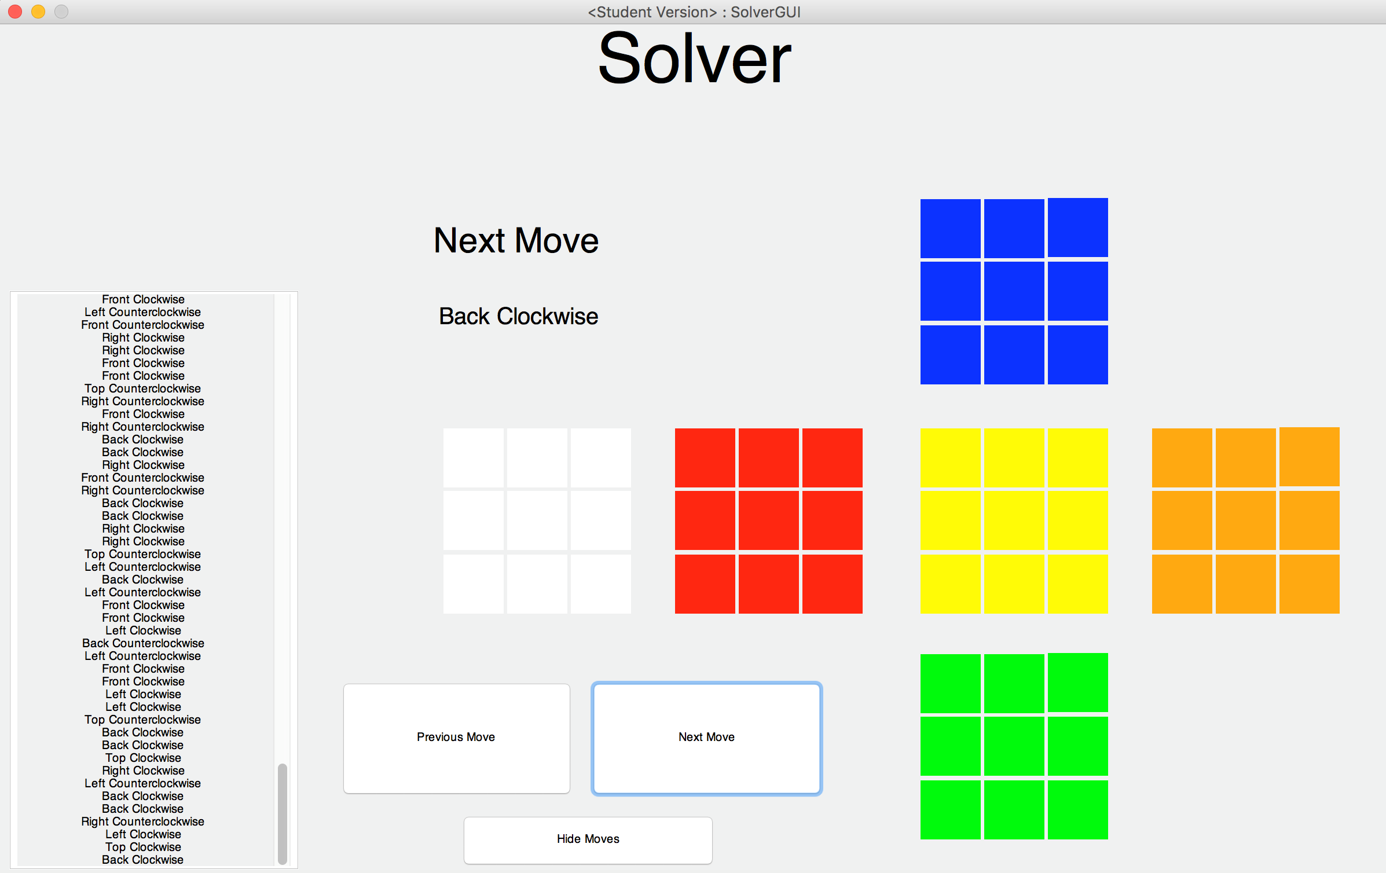 <Student Version> : SolverGUI
Solver
Next Move
Back Clockwise
Front Clockwise
Left Counterclockwise
Front Counterclockwise
Right Clockwise
Right Clockwise
Front Clockwise
Front Clockwise
Top Counterclockwise
Right Counterclockwise
Front Clockwise
Right Counterclockwise
Back Clockwise
Back Clockwise
Right Clockwise
Front Counterclockwise
Right Counterclockwise
Back Clockwise
Back Clockwise
Right Clockwise
Right Clockwise
Top Counterclockwise
Left Counterclockwise
Back Clockwise
Left Counterclockwise
Front Clockwise
Front Clockwise
Left Clockwise
Back Counterclockwise
Left Counterclockwise
Front Clockwise
Front Clockwise
Left Clockwise
Left Clockwise
Top Counterclockwise
Back Clockwise
Back Clockwise
Top Clockwise
Right Clockwise
Left Counterclockwise
Back Clockwise
Back Clockwise
Right Counterclockwise
Left Clockwise
Top Clockwise
Back Clockwise
Previous Move
Next Move
Hide Moves